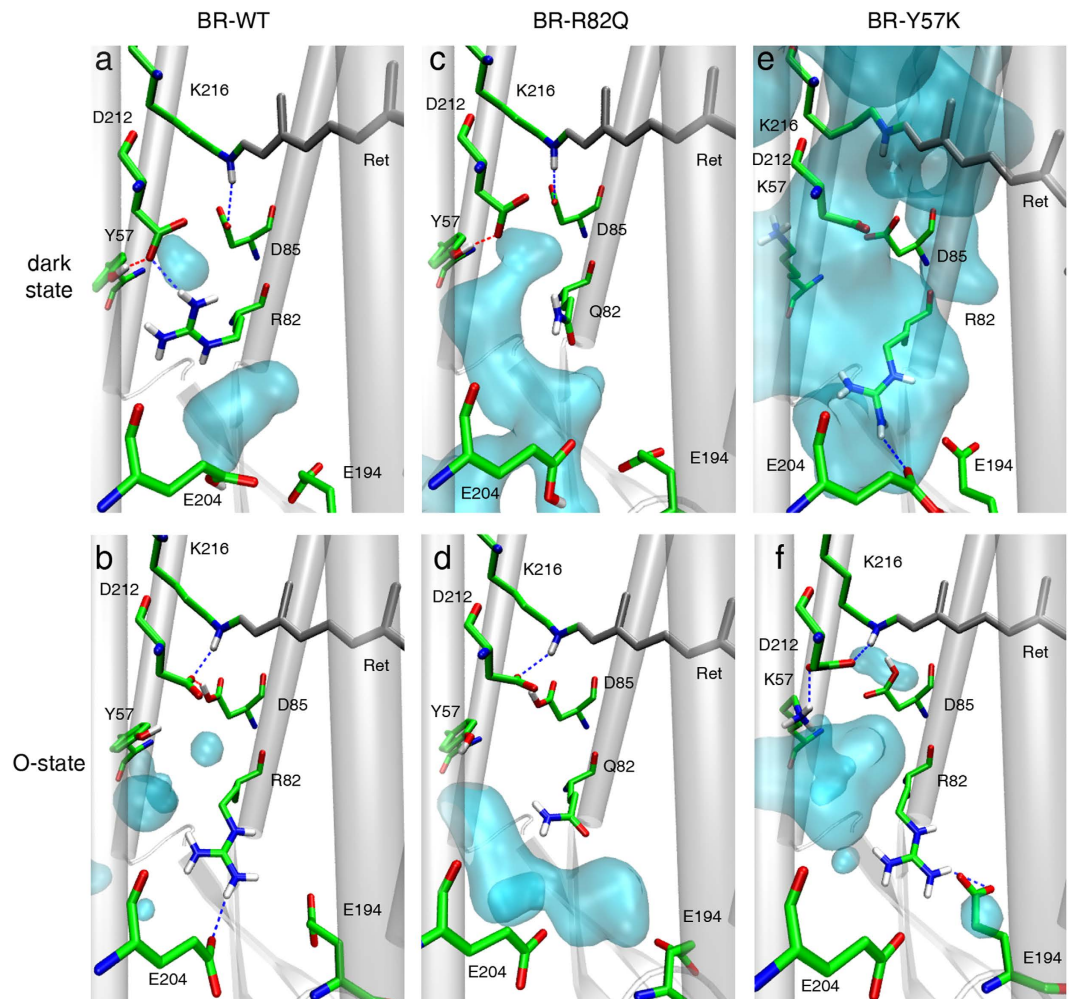 BR-WT
BR-R82Q
BR-Y57K
dark
state
a
K216
D212
Ret
Y57
D85
R82
E204
E194
c
K216
D212
Ret
Y57
D85
Q82
E204
E194
e
K216
D212
K57
Ret
D85
R82
E204
E194
O-state
b
K216
D212
Ret
D85
Y57
R82
E194
E204
d
K216
D212
Ret
D85
Y57
Q82
E194
E204
f
K216
D212
Ret
K57
D85
R82
E204
E194